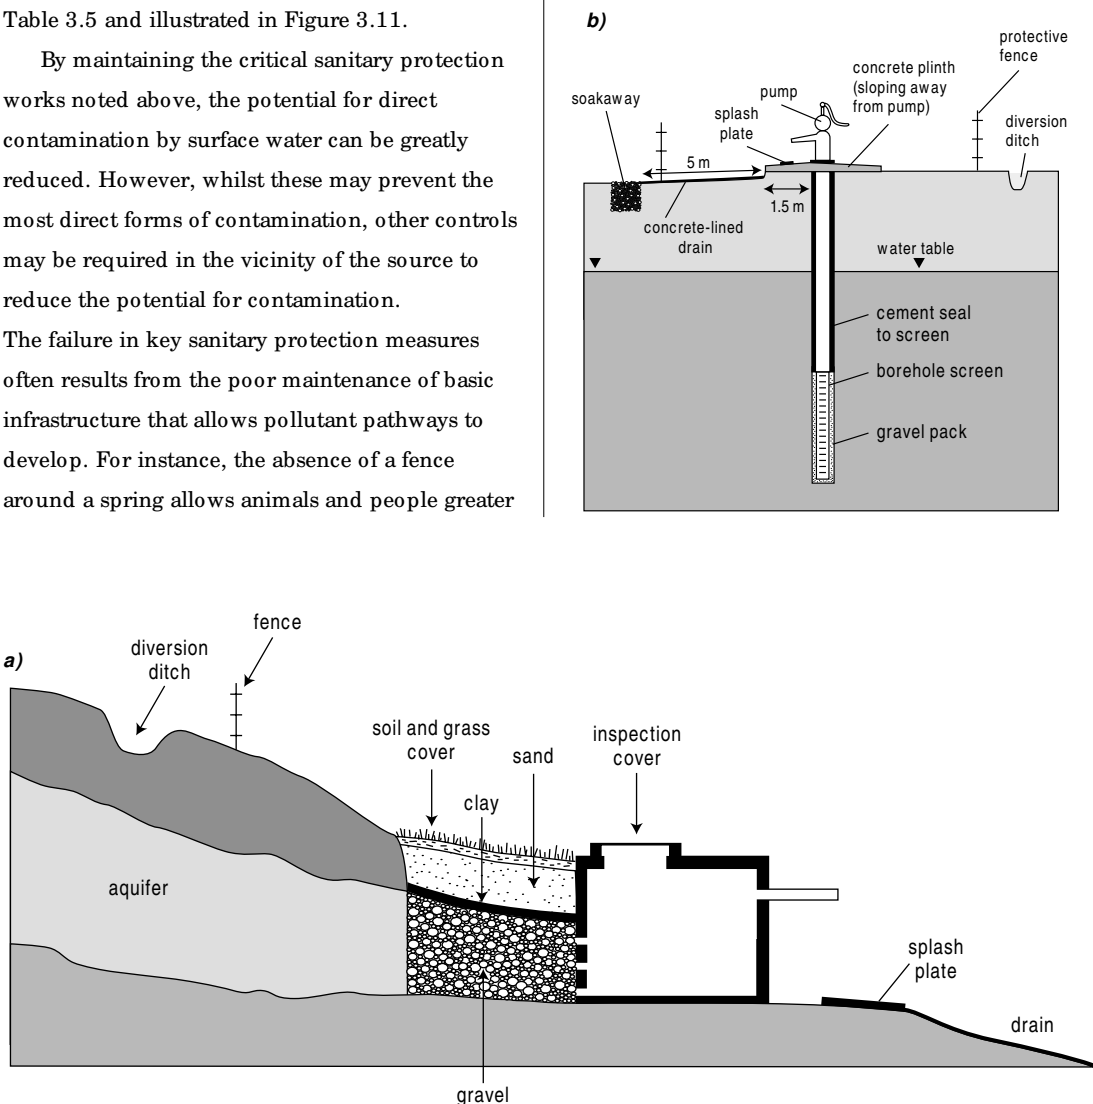 Table 3.5 and illustrated in Figure 3.11.
By maintaining the critical sanitary protection
works noted above, the potential for direct
contamination by surface water can be greatly
reduced. However, whilst these may prevent the
most direct forms of contamination, other controls
may be required in the vicinity of the source to
reduce the potential for contamination.
The failure in key sanitary protection measures
often results from the poor maintenance of basic
infrastructure that allows pollutant pathways to
develop. For instance, the absence of a fence
around a spring allows animals and people greater
b)
protective
fence
concrete plinth
(sloping away
from pump)
pump
soakaway
splash
plate
diversion
ditch
5 m
1.5 m
concrete-lined
drain
water table
cement seal
to screen
borehole screen
gravel pack
a)
fence
diversion
ditch
soil and grass
cover
sand
inspection
cover
clay
aquifer
splash
plate
drain
gravel